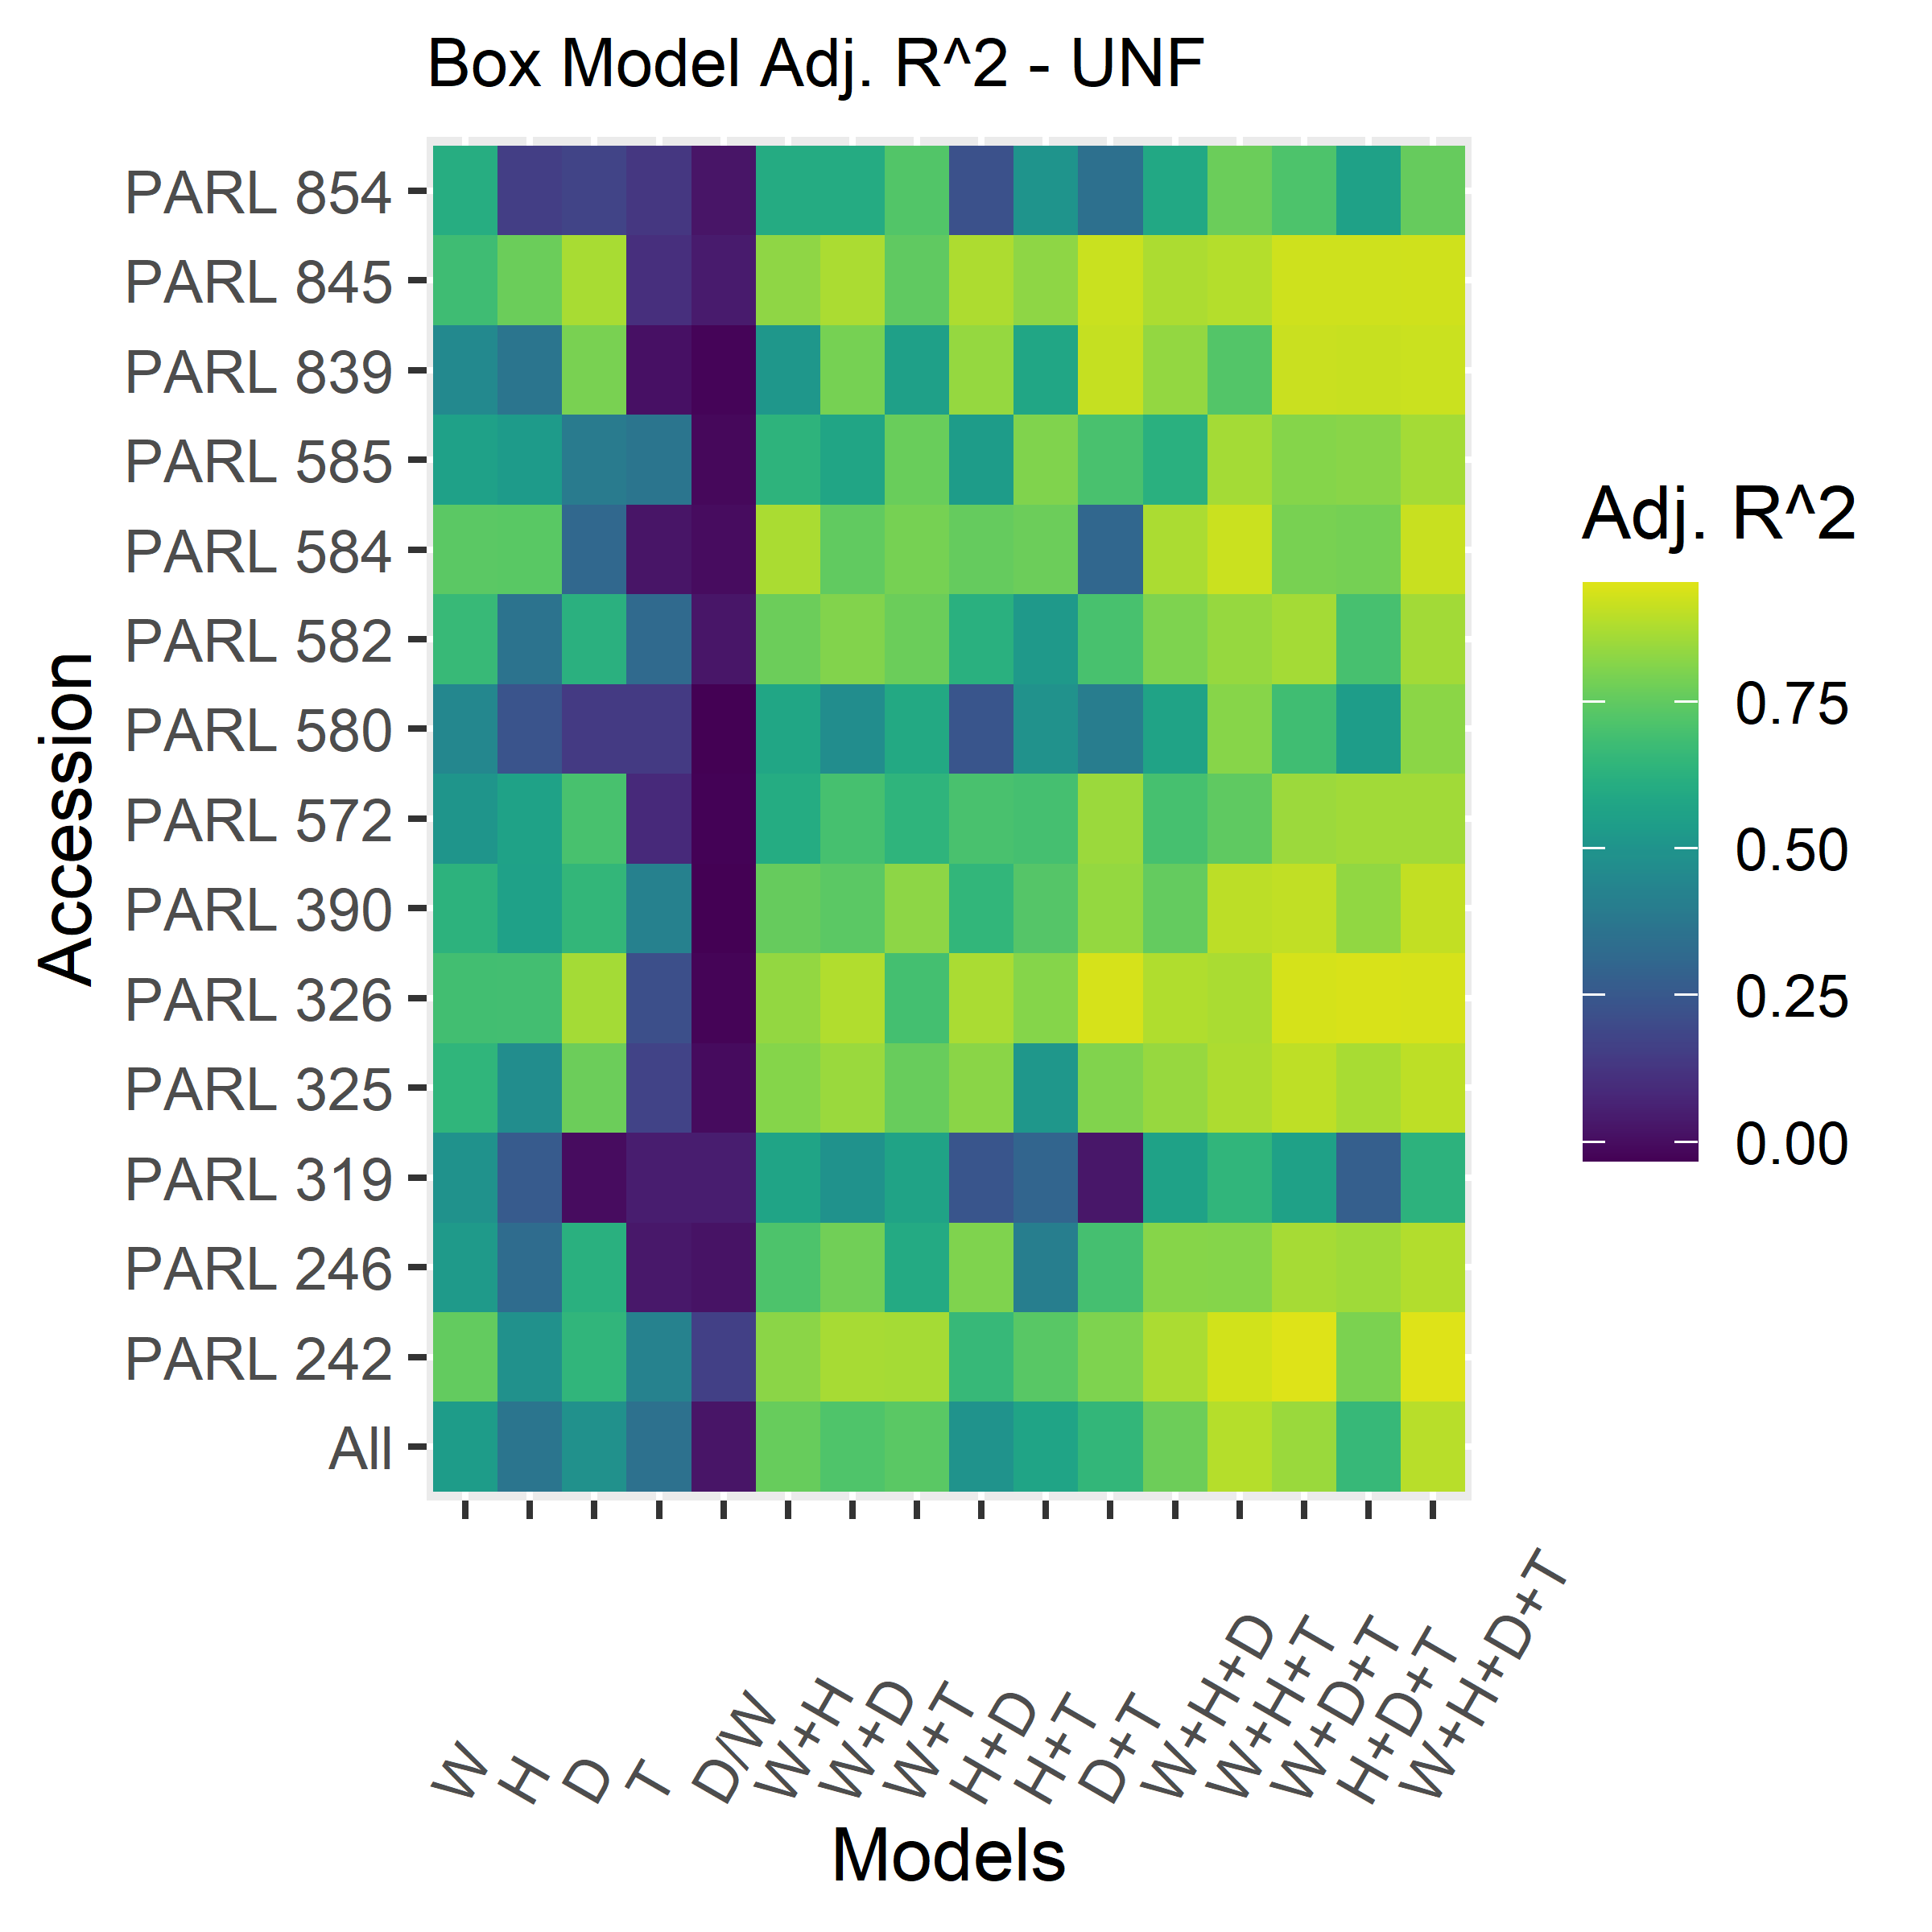 Box Model Adj. R^2 - UNF
Accession
PARL 854
PARL 845
PARL 839
PARL 585
PARL 584
PARL 582
PARL 580
PARL 572
PARL 390
PARL 326
PARL 325
PARL 319
PARL 246
PARL 242
All
W
H
D
T
D/W
W+H
W+D
W+T
H+D
H+T
D+T
W+H+D
W+H+T
W+D+T
H+D+T
W+H+D+T
Models
Adj. R^2
0.75
0.50
0.25
0.00